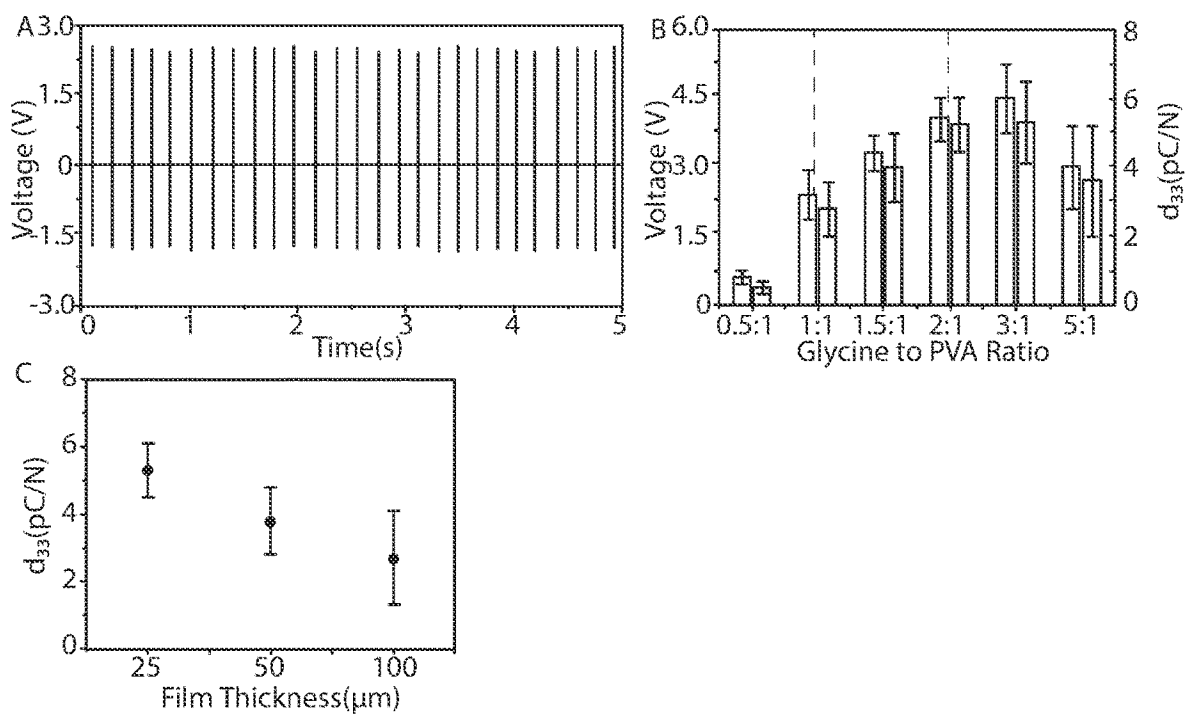 A
3.0
1.5
0
-1.5
-3.0
Voltage (V)
0 1 2 3 4 5
Time(s)
B
6.0
4.5
3.0
1.5
0
Voltage (V)
8
6
4
2
0
d33(pC/N)
0.5:1 1:1 1.5:1 2:1 3:1 5:1
Glycine to PVA Ratio
C
8
6
4
2
0
d33(pC/N)
25 50 100
Film Thickness(μm)